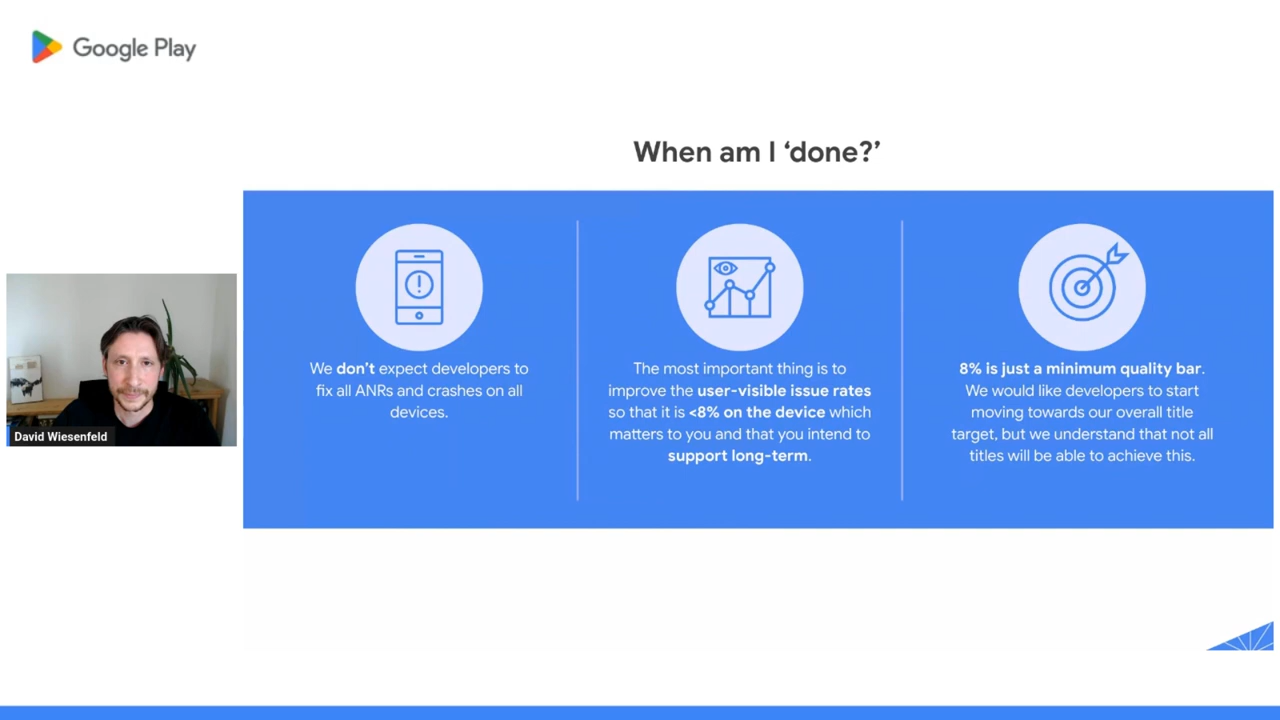 Google Play
When am I ‘done?’
We don’t expect developers to
fix all ANRs and crashes on all
devices.
The most important thing is to
improve the user-visible issue rates
so that it is <8% on the device which
matters to you and that you intend to
support long-term.
8% is just a minimum quality bar.
We would like developers to start
moving towards our overall title
target, but we understand that not all
titles will be able to achieve this.
David Wiesenfeld